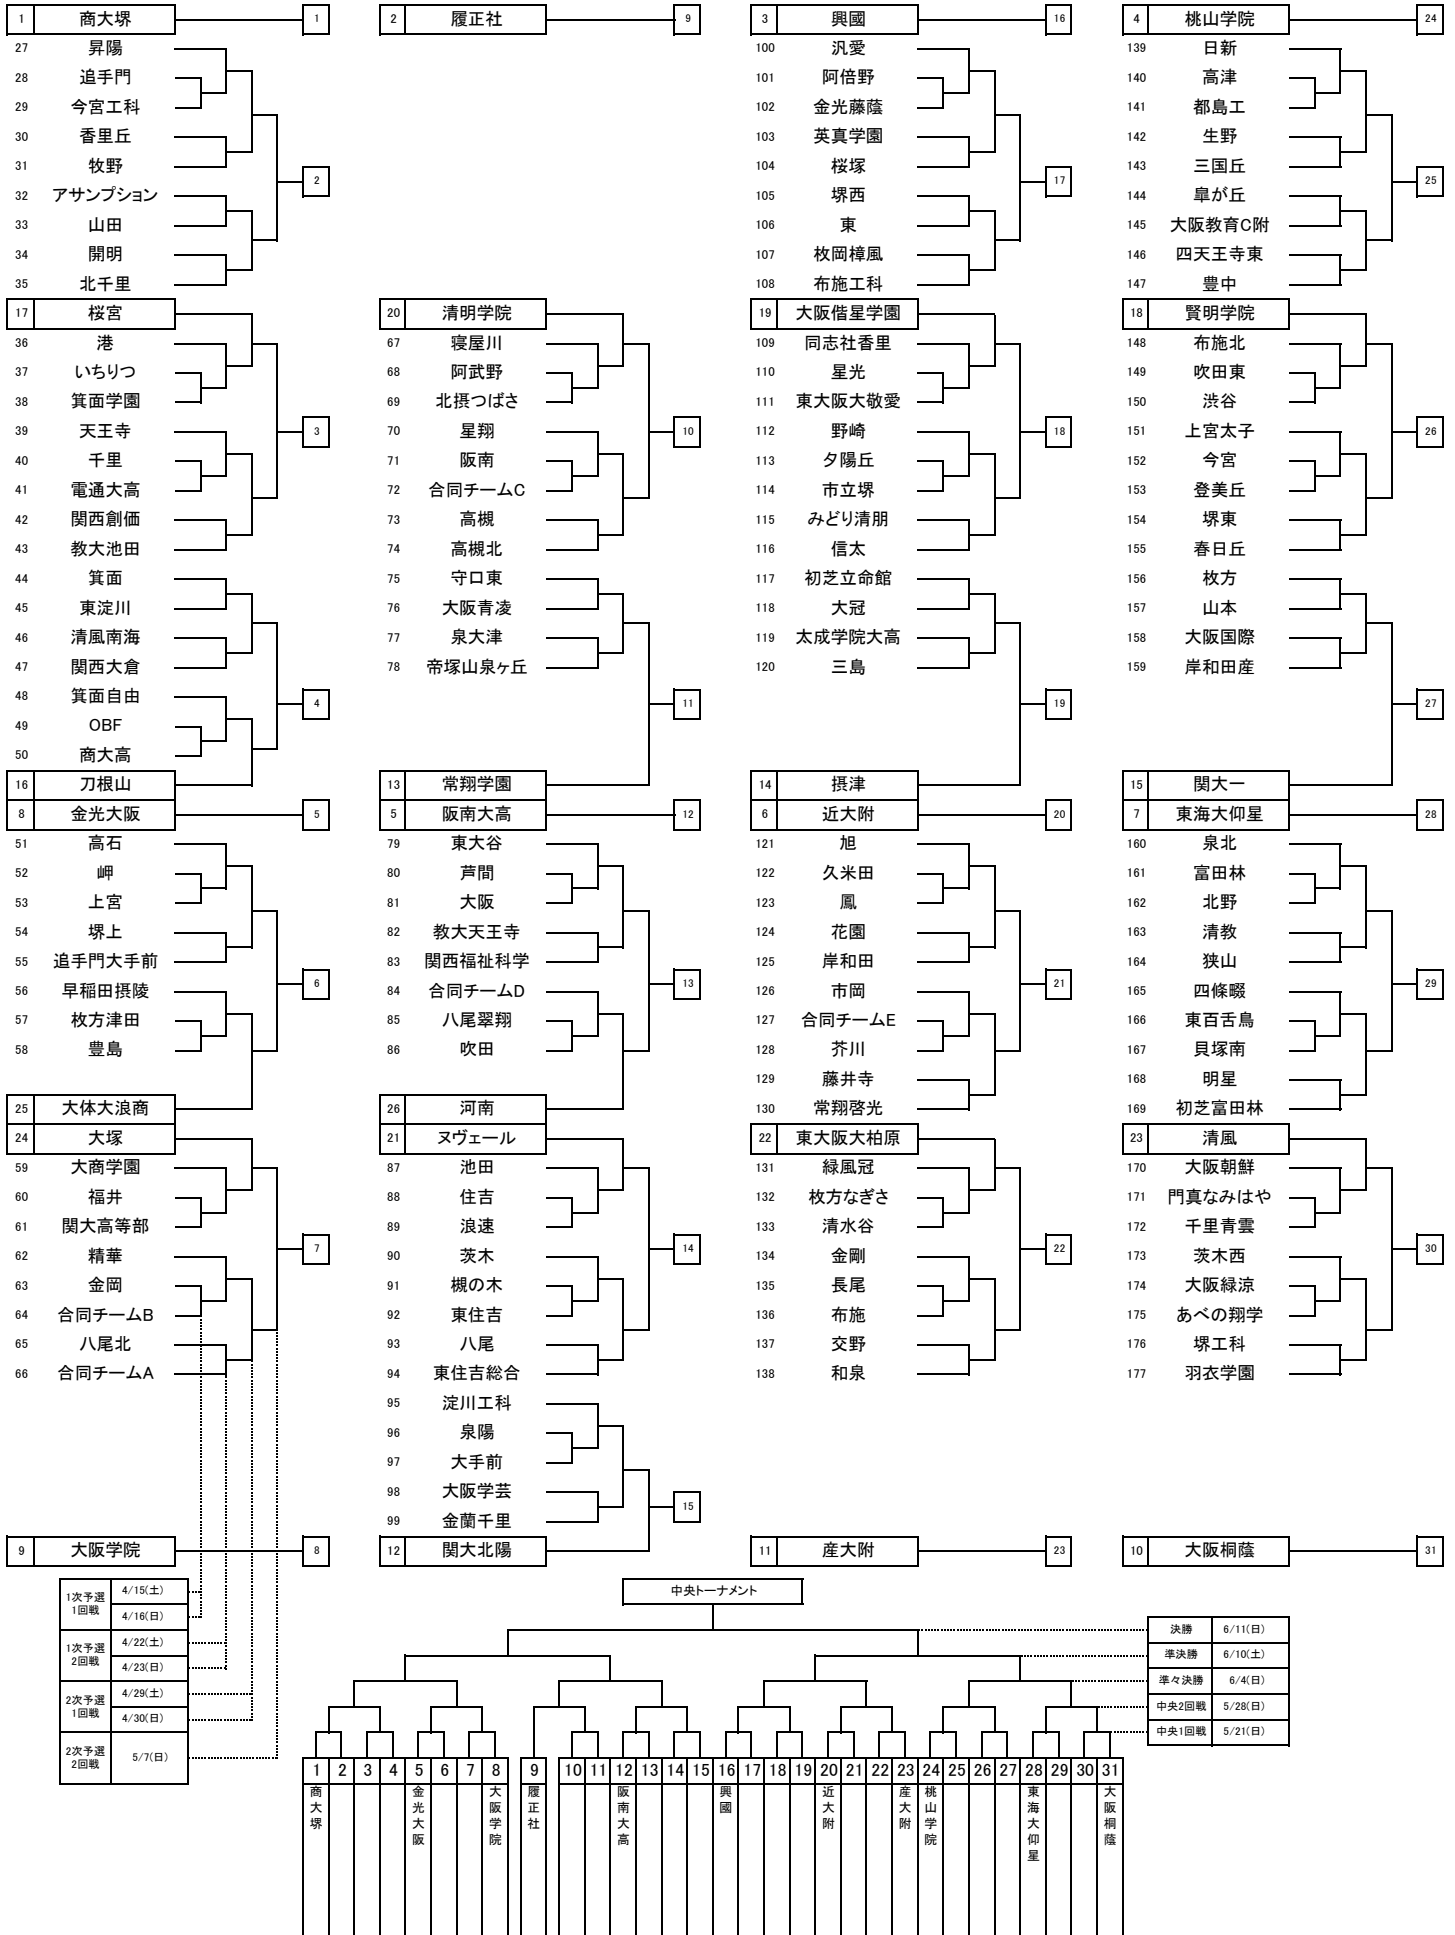 1 商大堺 1
27 昇陽
28 追手門
29 今宮工科
30 香里丘
31 牧野
2
32 アサンプション
33 山田
34 開明
35 北千里
17 桜宮
36 港
37 いちりつ
38 箕面学園
39 天王寺
3
40 千里
41 電通大高
42 関西創価
43 教大池田
44 箕面
45 東淀川
46 清風南海
47 関西大倉
48 箕面自由
4
49 OBF
50 商大高
16 刀根山
8 金光大阪 5
51 高石
52 岬
53 上宮
54 堺上
55 追手門大手前
6
56 早稲田摂陵
57 枚方津田
58 豊島
25 大体大浪商
24 大塚
59 大商学園
60 福井
61 関大高等部
62 精華
7
63 金岡
64 合同チームB
65 八尾北
66 合同チームA
9 大阪学院 8
2 履正社 9
20 清明学院
67 寝屋川
68 阿武野
69 北摂つばさ
70 星翔
10
71 阪南
72 合同チームC
73 高槻
74 高槻北
75 守口東
76 大阪青凌
77 泉大津
78 帝塚山泉ヶ丘
11
13 常翔学園
5 阪南大高 12
79 東大谷
80 芦間
81 大阪
82 教大天王寺
83 関西福祉科学
13
84 合同チームD
85 八尾翠翔
86 吹田
26 河南
21 ヌヴェール
87 池田
88 住吉
89 浪速
90 茨木
14
91 槻の木
92 東住吉
93 八尾
94 東住吉総合
95 淀川工科
96 泉陽
97 大手前
98 大阪学芸
15
99 金蘭千里
12 関大北陽
3 興國 16
100 汎愛
101 阿倍野
102 金光藤蔭
103 英真学園
104 桜塚
17
105 堺西
106 東
107 枚岡樟風
108 布施工科
19 大阪偕星学園
109 同志社香里
110 星光
111 東大阪大敬愛
112 野崎
18
113 夕陽丘
114 市立堺
115 みどり清朋
116 信太
117 初芝立命館
118 大冠
119 太成学院大高
120 三島
19
14 摂津
6 近大附 20
121 旭
122 久米田
123 鳳
124 花園
125 岸和田
21
126 市岡
127 合同チームE
128 芥川
129 藤井寺
130 常翔啓光
22 東大阪大柏原
131 緑風冠
132 枚方なぎさ
133 清水谷
134 金剛
22
135 長尾
136 布施
137 交野
138 和泉
11 産大附 23
4 桃山学院 24
139 日新
140 高津
141 都島工
142 生野
143 三国丘
25
144 皐が丘
145 大阪教育C附
146 四天王寺東
147 豊中
18 賢明学院
148 布施北
149 吹田東
150 渋谷
151 上宮太子
26
152 今宮
153 登美丘
154 堺東
155 春日丘
156 枚方
157 山本
158 大阪国際
159 岸和田産
27
15 関大一
7 東海大仰星 28
160 泉北
161 富田林
162 北野
163 清教
164 狭山
29
165 四條畷
166 東百舌鳥
167 貝塚南
168 明星
169 初芝富田林
23 清風
170 大阪朝鮮
171 門真なみはや
172 千里青雲
173 茨木西
30
174 大阪緑涼
175 あべの翔学
176 堺工科
177 羽衣学園
10 大阪桐蔭 31
1次予選
1回戦
4/15(土)
4/16(日)
1次予選
2回戦
4/22(土)
4/23(日)
2次予選
1回戦
4/29(土)
4/30(日)
2次予選
2回戦
5/7(日)
中央トーナメント
決勝 6/11(日)
準決勝 6/10(土)
準々決勝 6/4(日)
中央2回戦 5/28(日)
中央1回戦 5/21(日)
1 2 3 4 5 6 7 8 9 10 11 12 13 14 15 16 17 18 19 20 21 22 23 24 25 26 27 28 29 30 31
商大堺
金光大阪
大阪学院
履正社
阪南大高
興國
近大附
産大附
桃山学院
東海大仰星
大阪桐蔭